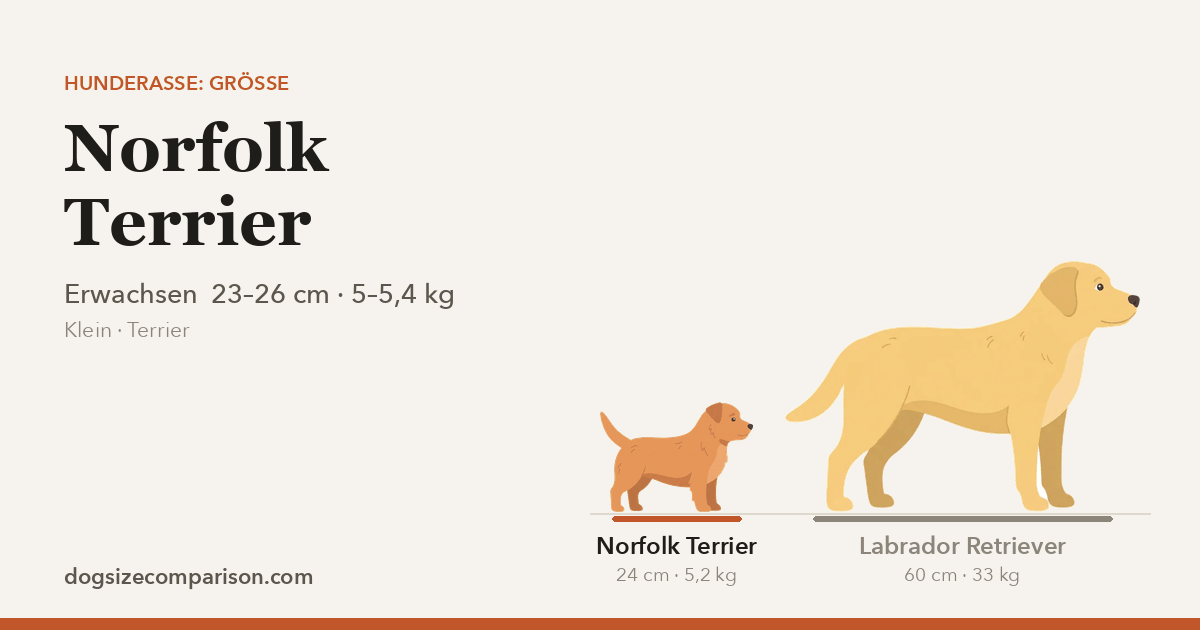 HUNDERASSE: GRÖSSE
Norfolk
Terrier
Erwachsen 23–26 cm · 5–5,4 kg
Klein · Terrier
Norfolk Terrier
24 cm · 5,2 kg
Labrador Retriever
60 cm · 33 kg
dogsizecomparison.com